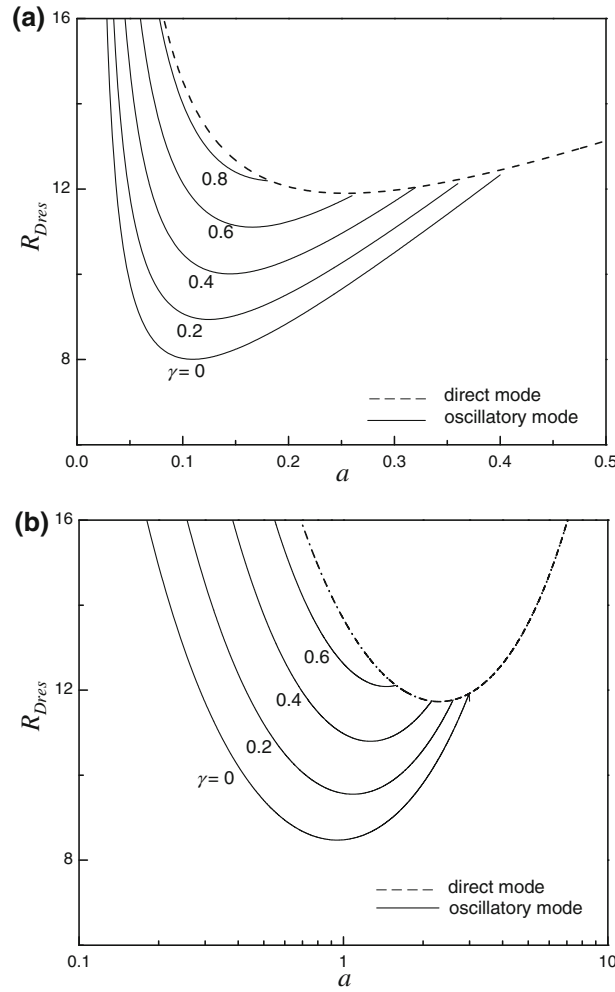 (a)
16
12
8
R_Dres
0.8
0.6
0.4
0.2
γ = 0
direct mode
oscillatory mode
0.0 0.1 0.2 0.3 0.4 0.5
a
(b)
16
12
8
R_Dres
0.6
0.4
0.2
γ = 0
direct mode
oscillatory mode
0.1 1 10
a